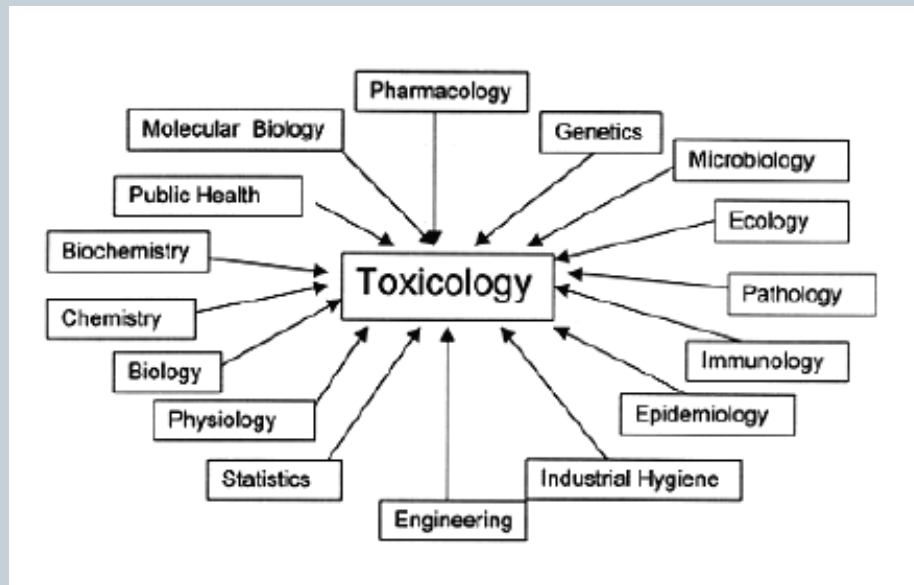 Pharmacology
Molecular Biology
Genetics
Microbiology
Public Health
Ecology
Biochemistry
Toxicology
Pathology
Chemistry
Immunology
Biology
Physiology
Epidemiology
Statistics
Industrial Hygiene
Engineering